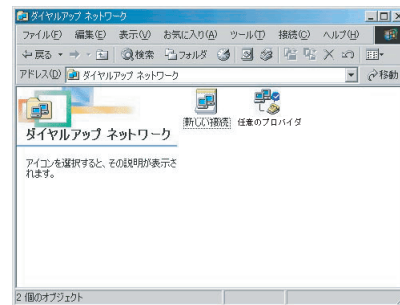 ダイヤルアップ ネットワーク
ファイル(F) 編集(E) 表示(V) お気に入り(A) ツール(T) 接続(C) ヘルプ(H)
戻る 検索 フォルダ
アドレス(D) ダイヤルアップ ネットワーク 移動
ダイヤルアップ ネットワーク
新しい接続 任意のプロバイダ
アイコンを選択すると、その説明が表示さ
れます。
2 個のオブジェクト